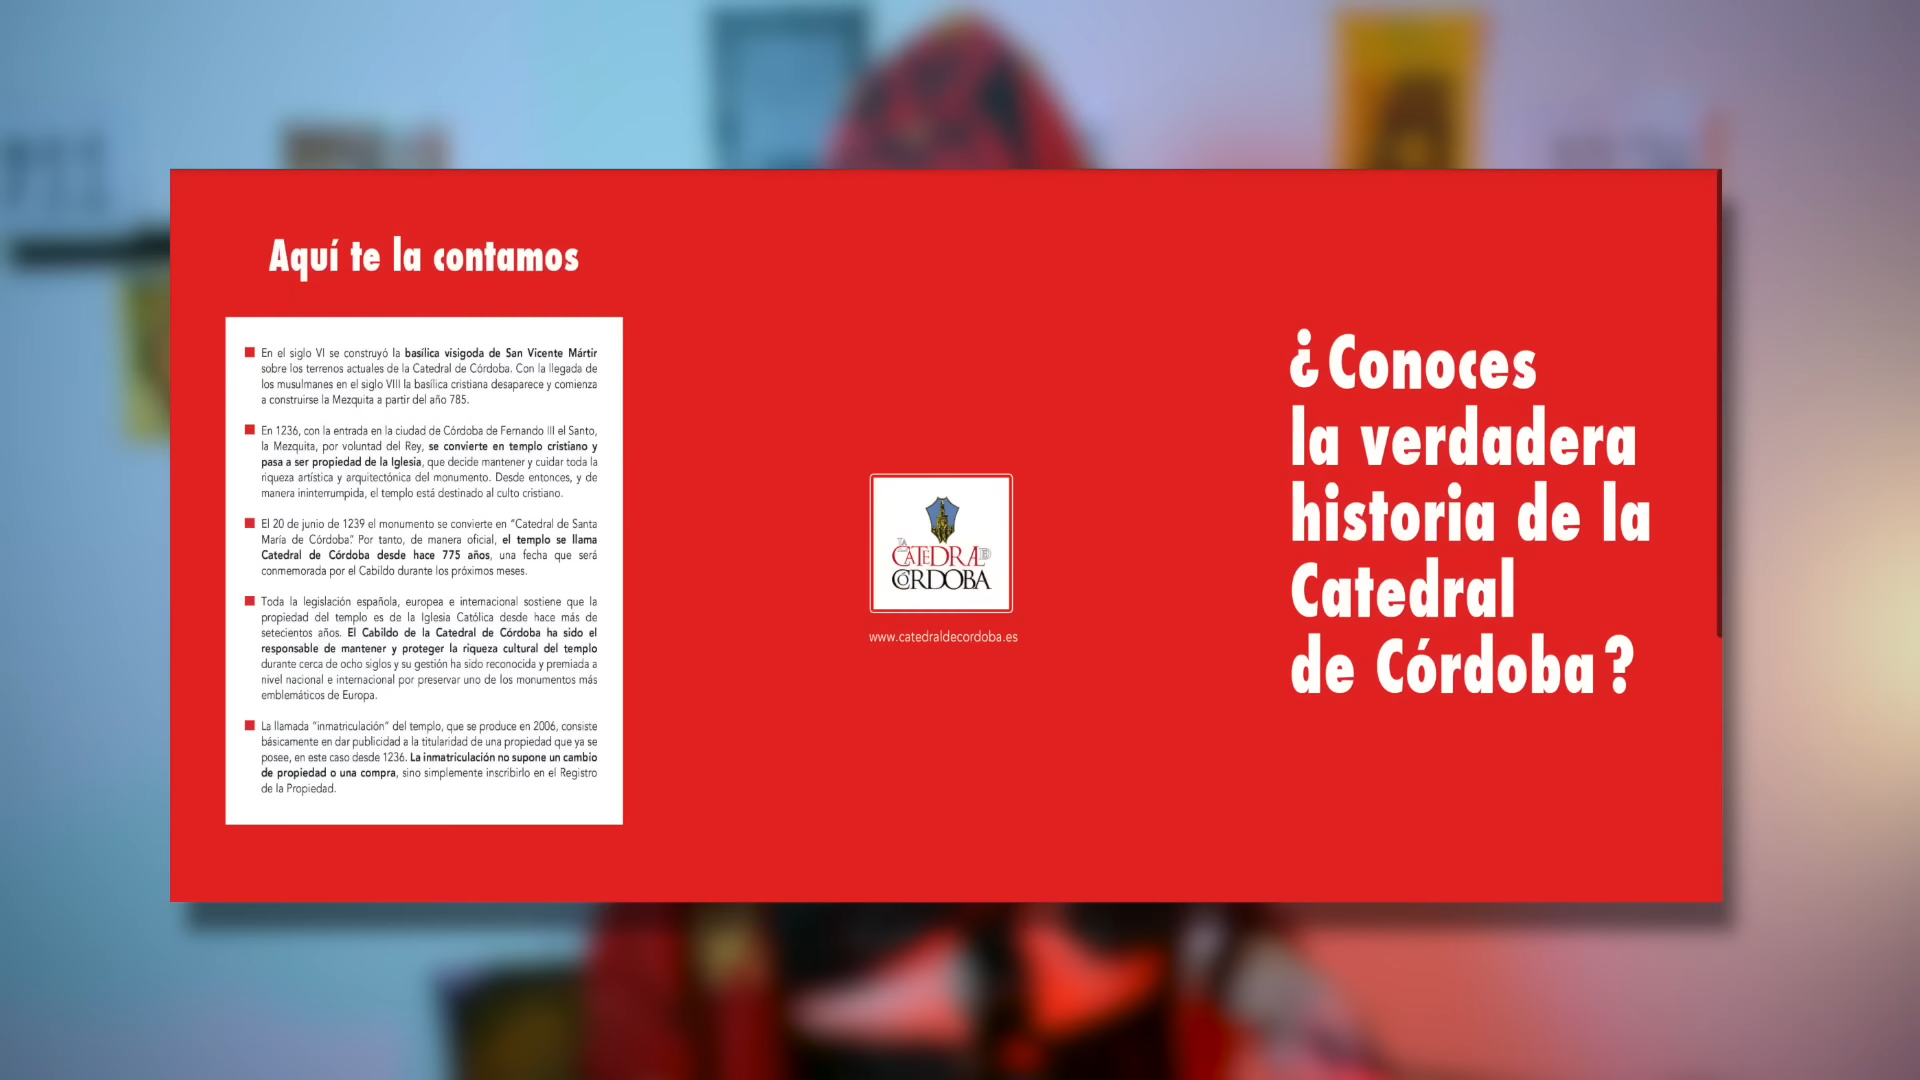 Aquí te la contamos
En el siglo VI se construyó la basílica visigoda de San Vicente Mártir
sobre los terrenos actuales de la Catedral de Córdoba. Con la llegada de
los musulmanes en el siglo VIII la basílica cristiana desaparece y comienza
a construirse la Mezquita a partir del año 785.
En 1236, con la entrada en la ciudad de Córdoba de Fernando III el Santo,
la Mezquita, por voluntad del Rey, se convierte en templo cristiano y
pasa a ser propiedad de la Iglesia, que decide mantener y cuidar toda la
riqueza artística y arquitectónica del monumento. Desde entonces, y de
manera ininterrumpida, el templo está destinado al culto cristiano.
El 20 de junio de 1239 el monumento se convierte en "Catedral de Santa
María de Córdoba". Por tanto, de manera oficial, el templo se llama
Catedral de Córdoba desde hace 775 años, una fecha que será
conmemorada por el Cabildo durante los próximos meses.
Toda la legislación española, europea e internacional sostiene que la
propiedad del templo es de la Iglesia Católica desde hace más de
setecientos años. El Cabildo de la Catedral de Córdoba ha sido el
responsable de mantener y proteger la riqueza cultural del templo
durante cerca de ocho siglos y su gestión ha sido reconocida y premiada a
nivel nacional e internacional por preservar uno de los monumentos más
emblemáticos de Europa.
La llamada "inmatriculación" del templo, que se produce en 2006, consiste
básicamente en dar publicidad a la titularidad de una propiedad que ya se
posee, en este caso desde 1236. La inmatriculación no supone un cambio
de propiedad o una compra, sino simplemente inscribirlo en el Registro
de la Propiedad.
LA
CATEDRAL DE
CÓRDOBA
www.catedraldecordoba.es
¿Conoces
la verdadera
historia de la
Catedral
de Córdoba?